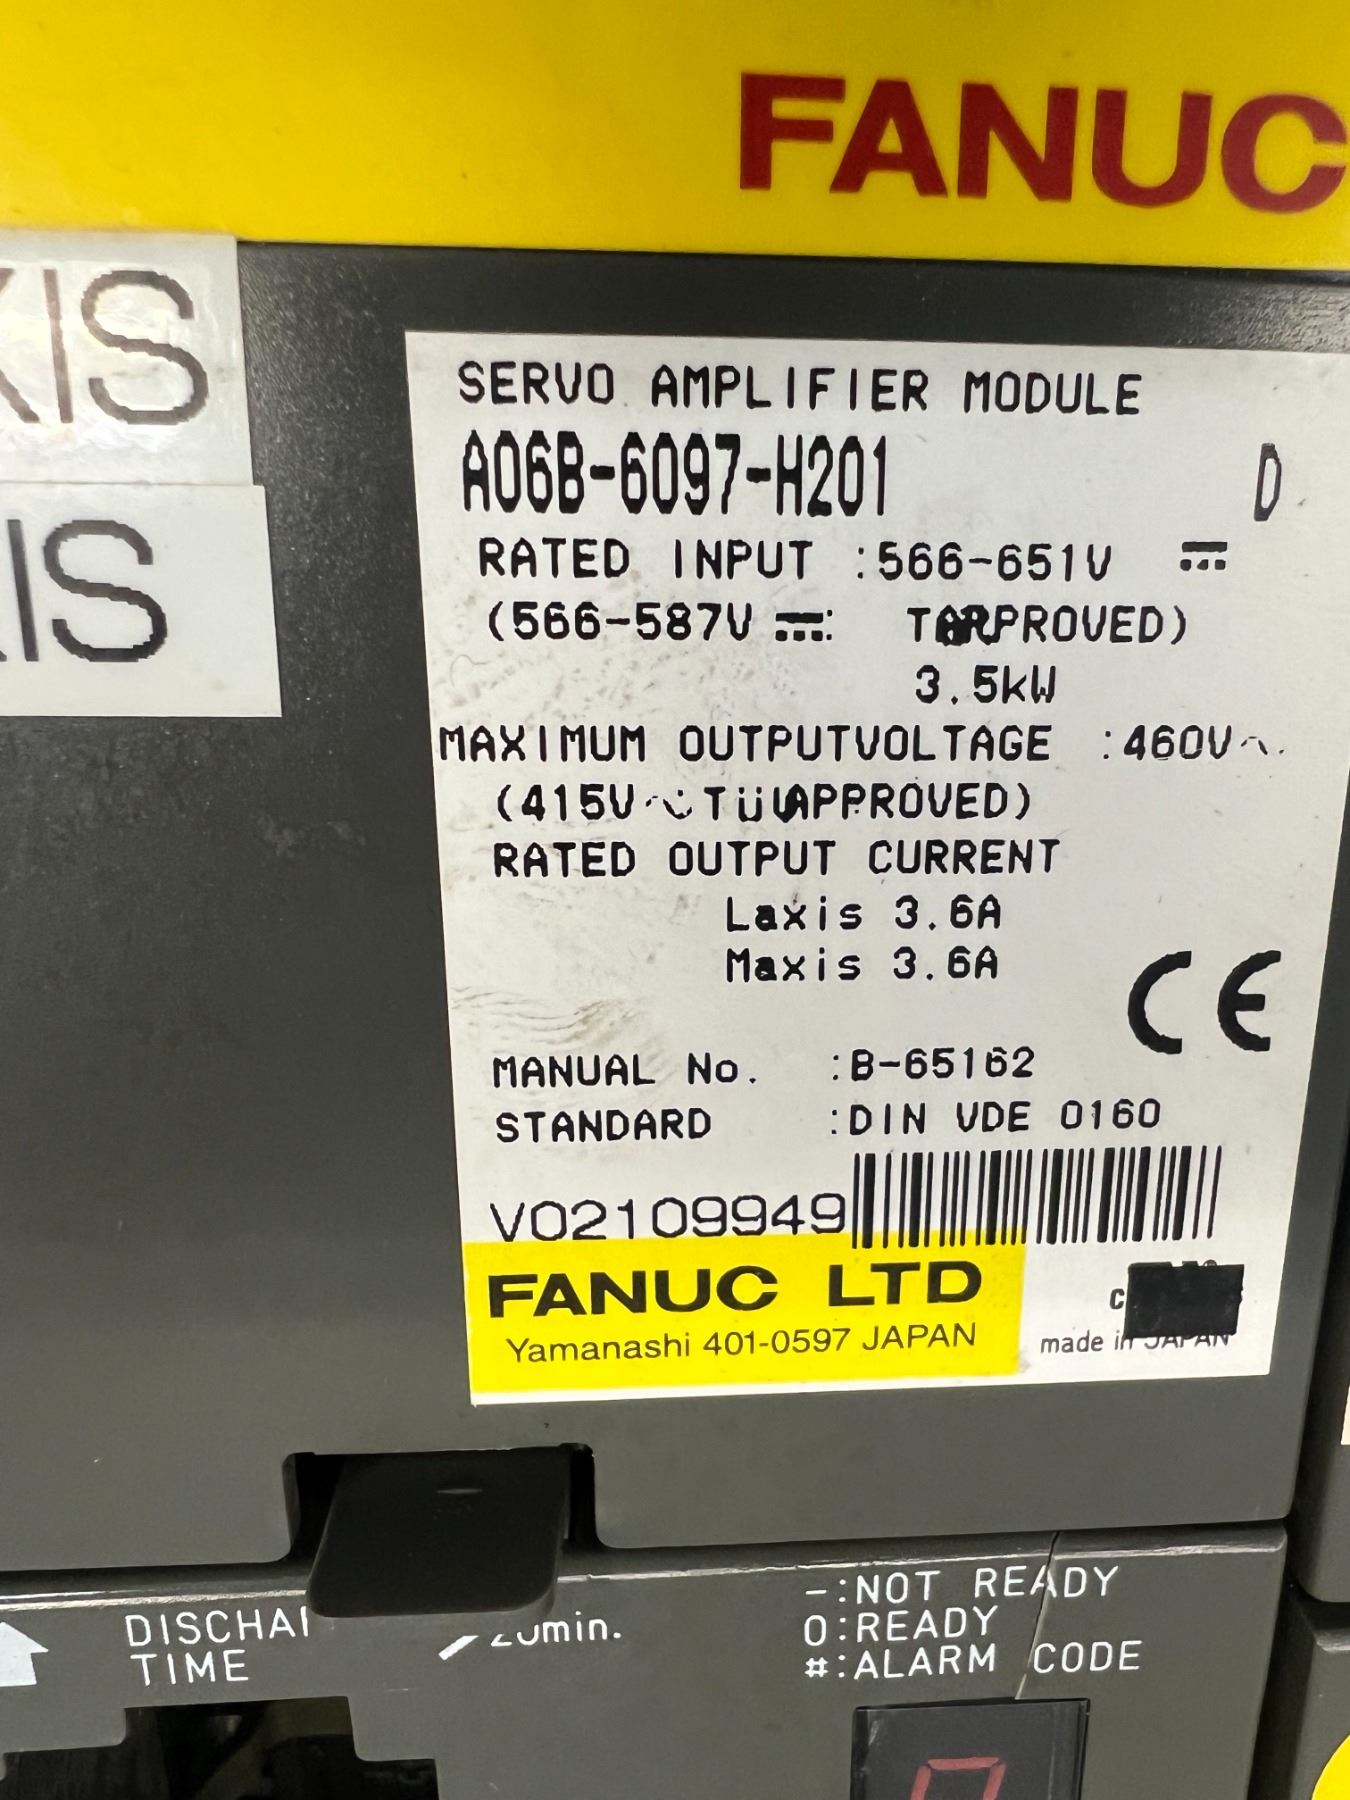 FANUC
XIS
IS
SERVO AMPLIFIER MODULE
A06B-6097-H201 D
RATED INPUT :566-651V ⎓
(566-587V ⎓: APPROVED)
3.5kW
MAXIMUM OUTPUTVOLTAGE :460V~
(415V~ TÜV APPROVED)
RATED OUTPUT CURRENT
Laxis 3.6A
Maxis 3.6A
CE
MANUAL No. :B-65162
STANDARD :DIN VDE 0160
V02109949
FANUC LTD
Yamanashi 401-0597 JAPAN
made in JAPAN
-:NOT READY
DISCHA 20min. 0:READY
TIME #:ALARM CODE